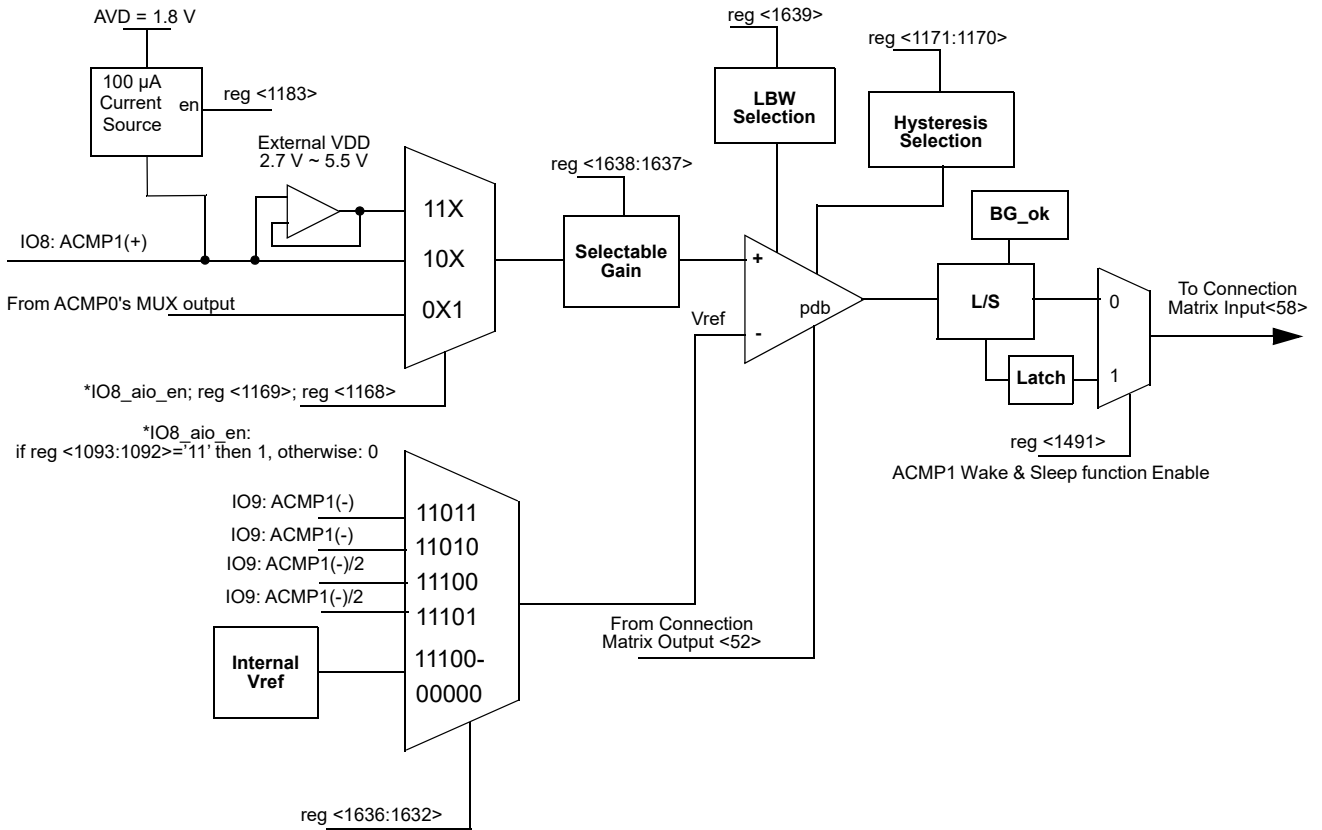 AVD = 1.8 V
reg <1639>
reg <1171:1170>
100 µA
Current
Source
en
reg <1183>
LBW
Selection
Hysteresis
Selection
External VDD
2.7 V ~ 5.5 V
reg <1638:1637>
11X
BG_ok
IO8: ACMP1(+)
10X
Selectable
Gain
+
L/S
0
To Connection
Matrix Input<58>
From ACMP0's MUX output
0X1
Vref
pdb
-
Latch
1
*IO8_aio_en; reg <1169>; reg <1168>
*IO8_aio_en:
if reg <1093:1092>='11' then 1, otherwise: 0
reg <1491>
ACMP1 Wake & Sleep function Enable
IO9: ACMP1(-)
11011
IO9: ACMP1(-)
11010
IO9: ACMP1(-)/2
11100
IO9: ACMP1(-)/2
11101
From Connection
Matrix Output <52>
Internal
Vref
11100-
00000
reg <1636:1632>